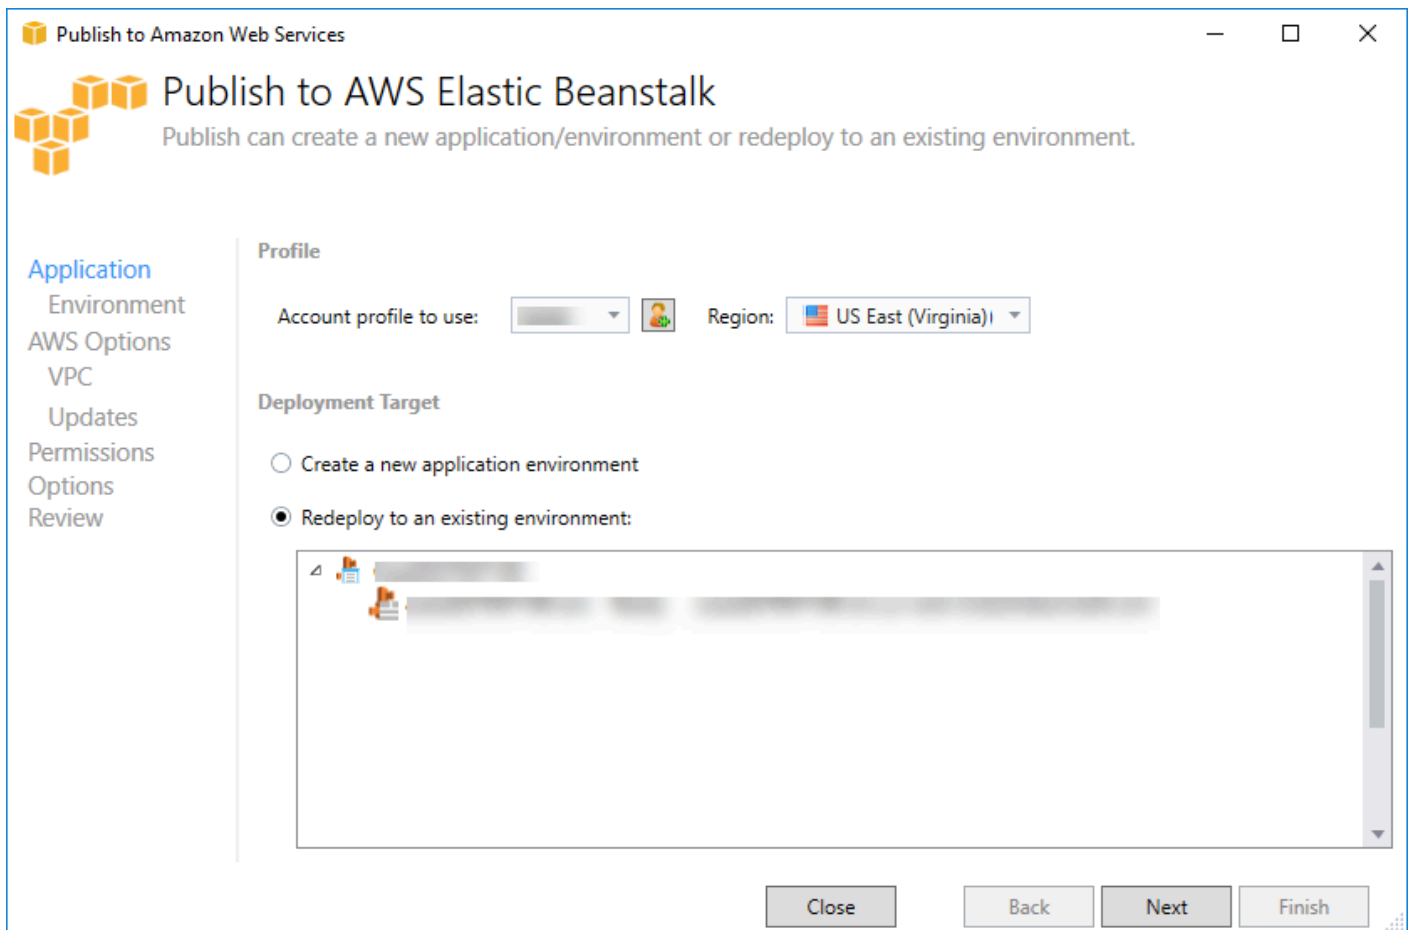 Publish to Amazon Web Services
Publish to AWS Elastic Beanstalk
Publish can create a new application/environment or redeploy to an existing environment.
Application
Environment
AWS Options
VPC
Updates
Permissions
Options
Review
Profile
Account profile to use:
Region:
US East (Virginia)
Deployment Target
Create a new application environment
Redeploy to an existing environment:
Close
Back
Next
Finish